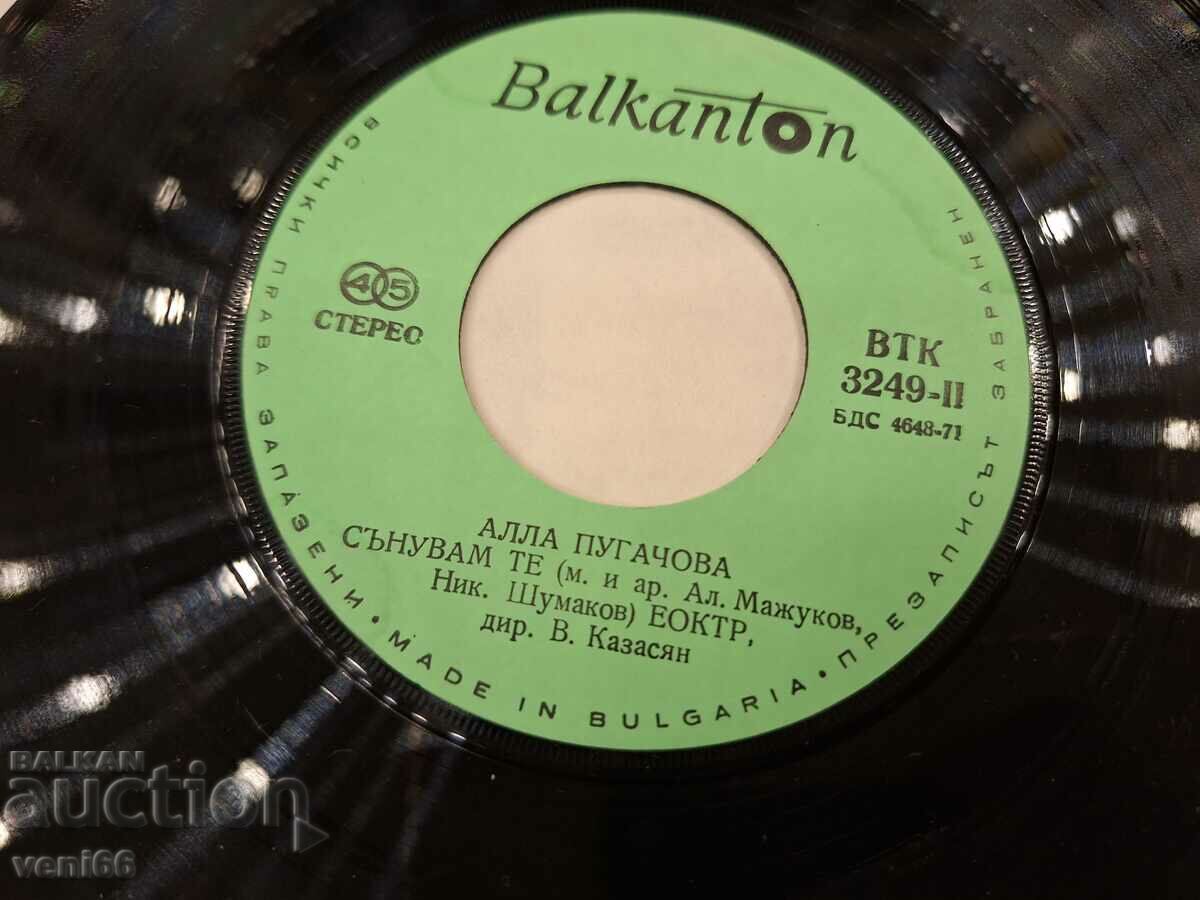 Balkanton
45
СТЕРЕО
ВТК
3249-II
БДС 4648-71
АЛЛА ПУГАЧОВА
СЪНУВАМ ТЕ (м. и ар. Ал. Мажуков,
Ник. Шумаков) ЕОКТР,
дир. В. Казасян
ВСИЧКИ ПРАВА ЗАПАЗЕНИ • MADE IN BULGARIA • ПРЕЗАПИСЪТ ЗАБРАНЕН
BALKAN
auction
veni66